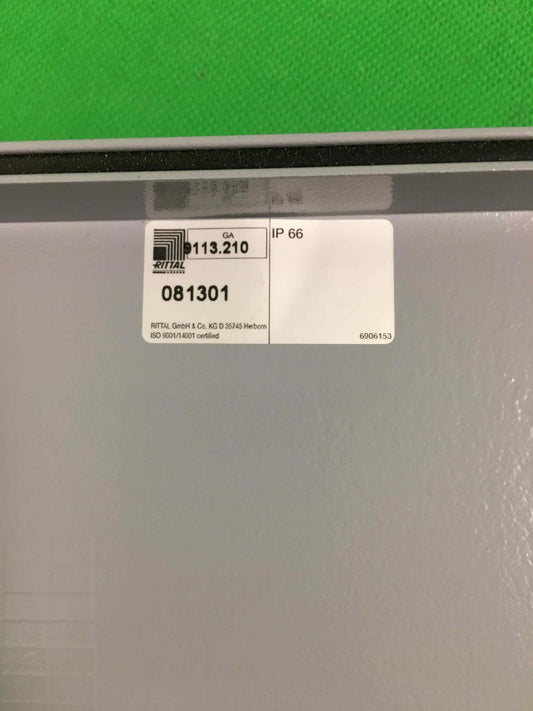 GA
9113.210
RITTAL
IP 66
081301
RITTAL GmbH & Co. KG D 35745 Herborn
ISO 9001/14001 certified
6906153